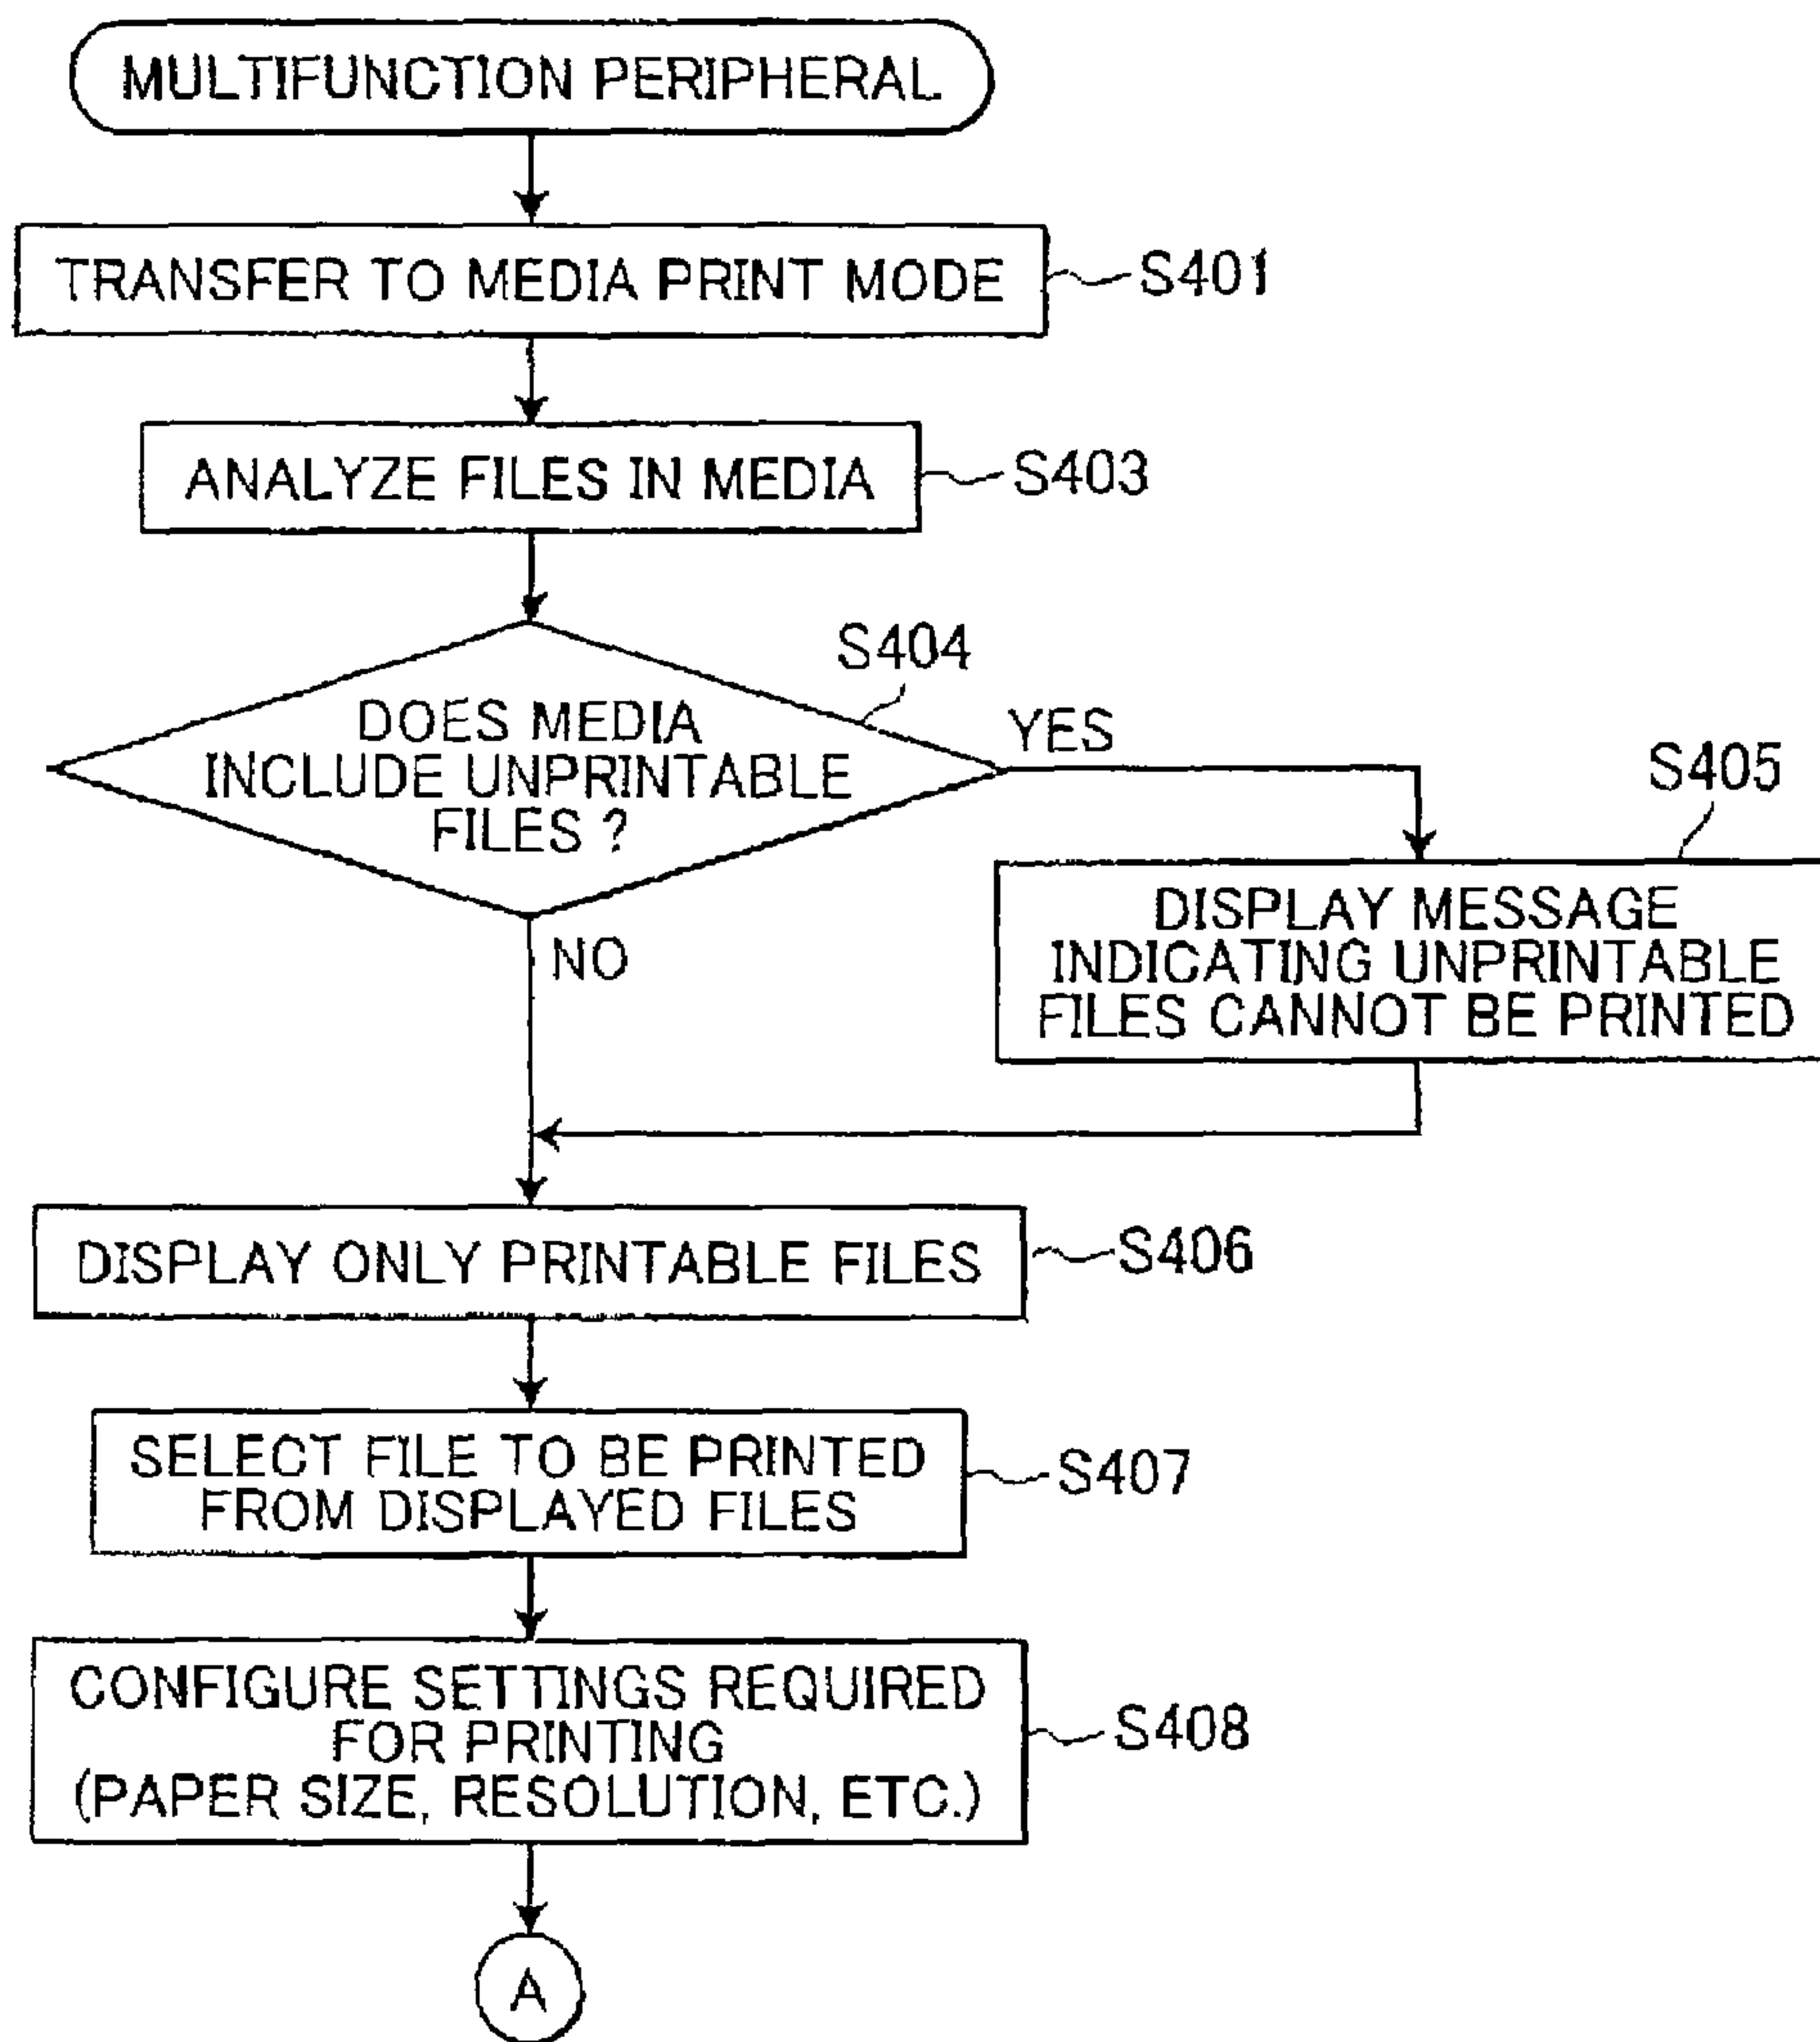 MULTIFUNCTION PERIPHERAL
TRANSFER TO MEDIA PRINT MODE
S401
ANALYZE FILES IN MEDIA
S403
S404
DOES MEDIA
INCLUDE UNPRINTABLE
FILES ?
YES
NO
S405
DISPLAY MESSAGE
INDICATING UNPRINTABLE
FILES CANNOT BE PRINTED
DISPLAY ONLY PRINTABLE FILES
S406
SELECT FILE TO BE PRINTED
FROM DISPLAYED FILES
S407
CONFIGURE SETTINGS REQUIRED
FOR PRINTING
(PAPER SIZE, RESOLUTION, ETC.)
S408
A